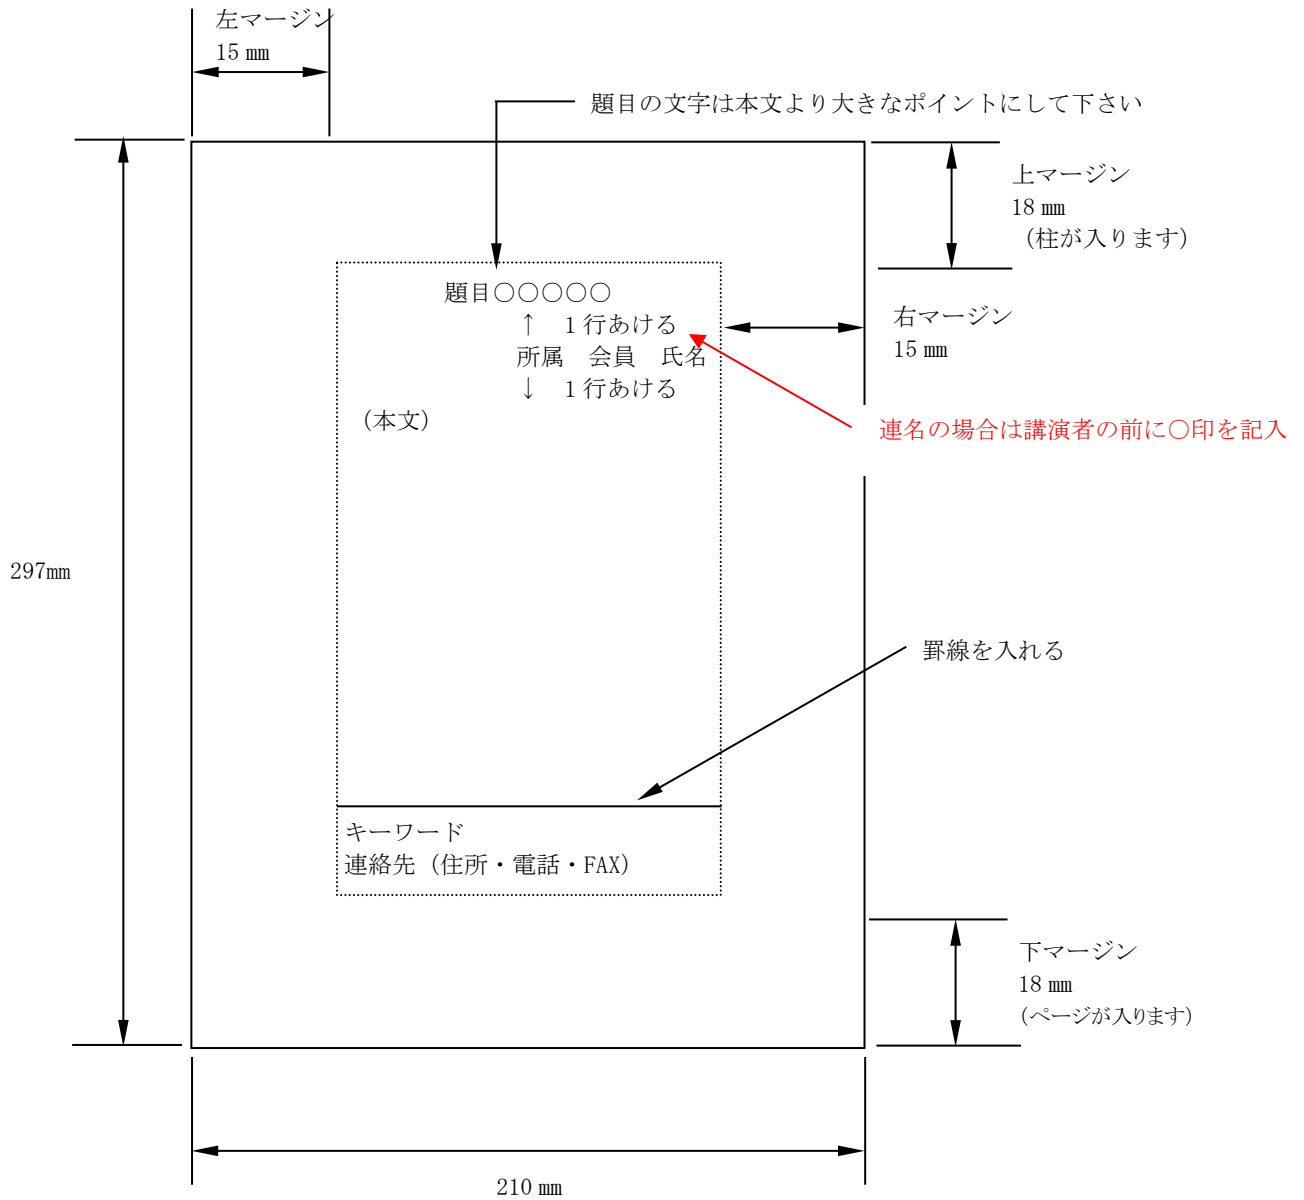 左マージン
15 mm
題目の文字は本文より大きなポイントにして下さい
上マージン
18 mm
(柱が入ります)
題目○○○○○
↑　1 行あける
所属　会員　氏名
↓　1 行あける
(本文)
右マージン
15 mm
連名の場合は講演者の前に○印を記入
297mm
罫線を入れる
キーワード
連絡先（住所・電話・FAX）
下マージン
18 mm
(ページが入ります)
210 mm